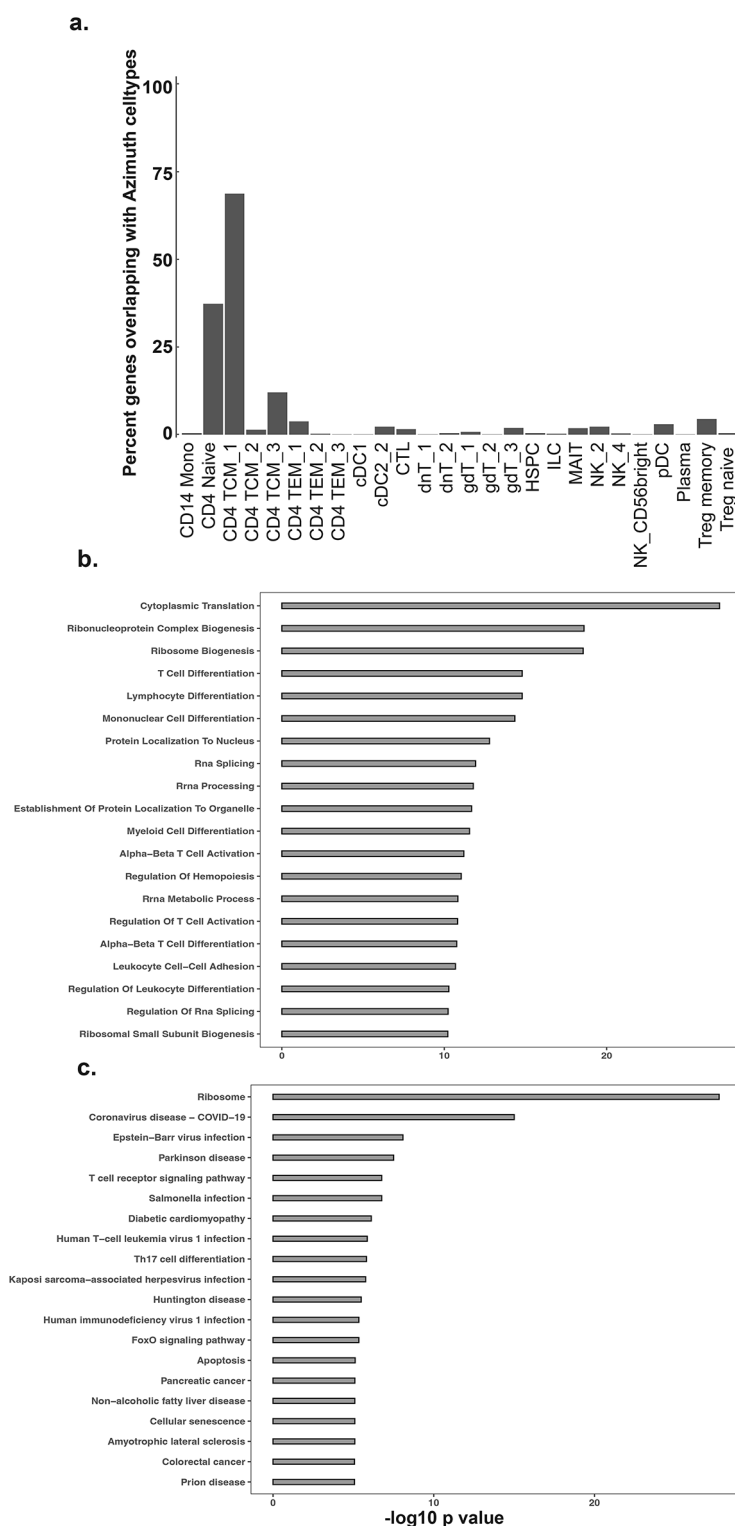 a.
Percent genes overlapping with Azimuth celltypes
100
75
50
25
0
CD14 Mono
CD4 Naive
CD4 TCM_1
CD4 TCM_2
CD4 TCM_3
CD4 TEM_1
CD4 TEM_2
CD4 TEM_3
cDC1
cDC2_2
CTL
dnT_1
dnT_2
gdT_1
gdT_2
gdT_3
HSPC
ILC
MAIT
NK_2
NK_4
NK_CD56bright
pDC
Plasma
Treg memory
Treg naive
b.
Cytoplasmic Translation
Ribonucleoprotein Complex Biogenesis
Ribosome Biogenesis
T Cell Differentiation
Lymphocyte Differentiation
Mononuclear Cell Differentiation
Protein Localization To Nucleus
Rna Splicing
Rrna Processing
Establishment Of Protein Localization To Organelle
Myeloid Cell Differentiation
Alpha−Beta T Cell Activation
Regulation Of Hemopoiesis
Rrna Metabolic Process
Regulation Of T Cell Activation
Alpha−Beta T Cell Differentiation
Leukocyte Cell−Cell Adhesion
Regulation Of Leukocyte Differentiation
Regulation Of Rna Splicing
Ribosomal Small Subunit Biogenesis
0 10 20
c.
Ribosome
Coronavirus disease − COVID−19
Epstein−Barr virus infection
Parkinson disease
T cell receptor signaling pathway
Salmonella infection
Diabetic cardiomyopathy
Human T−cell leukemia virus 1 infection
Th17 cell differentiation
Kaposi sarcoma−associated herpesvirus infection
Huntington disease
Human immunodeficiency virus 1 infection
FoxO signaling pathway
Apoptosis
Pancreatic cancer
Non−alcoholic fatty liver disease
Cellular senescence
Amyotrophic lateral sclerosis
Colorectal cancer
Prion disease
0 10 20
-log10 p value